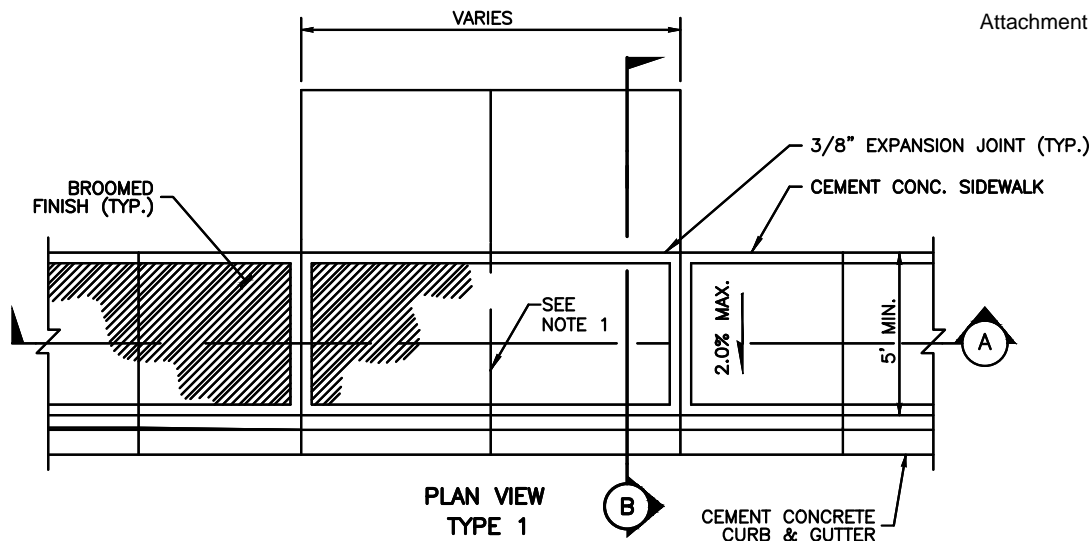 VARIES
Attachment
3/8" EXPANSION JOINT (TYP.)
CEMENT CONC. SIDEWALK
BROOMED
FINISH (TYP.)
SEE
NOTE 1
2.0% MAX.
5' MIN.
A
PLAN VIEW
TYPE 1
B
CEMENT CONCRETE
CURB & GUTTER